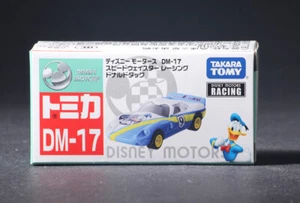 ディズニー モータース DM-17
スピードウェイスター レーシング
ドナルドダック
TAKARA
TOMY
DISNEY MOTORS
RACING
トミカ
DM-17
DISNEY MOTORS